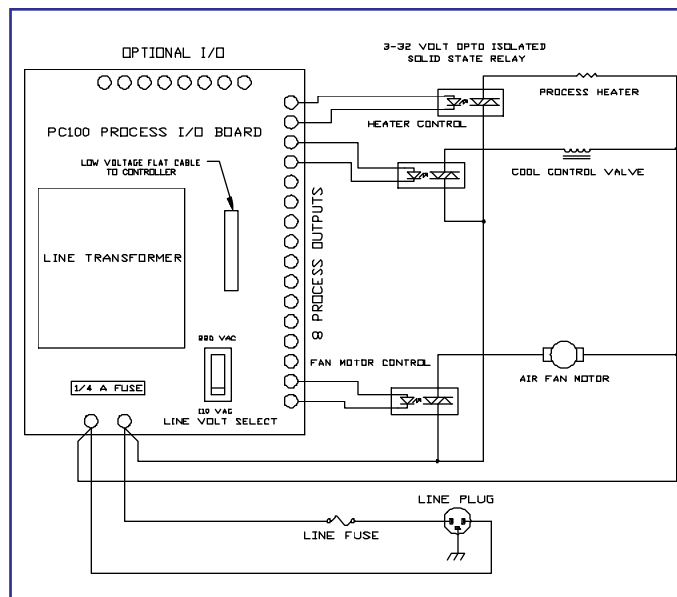 OPTIONAL I/O
3-32 VOLT OPTO ISOLATED
SOLID STATE RELAY
PROCESS HEATER
PC100 PROCESS I/O BOARD
HEATER CONTROL
LOW VOLTAGE FLAT CABLE
TO CONTROLLER
COOL CONTROL VALVE
LINE TRANSFORMER
8 PROCESS OUTPUTS
220 VAC
FAN MOTOR CONTROL
AIR FAN MOTOR
1/4 A FUSE
110 VAC
LINE VOLT SELECT
LINE PLUG
LINE FUSE